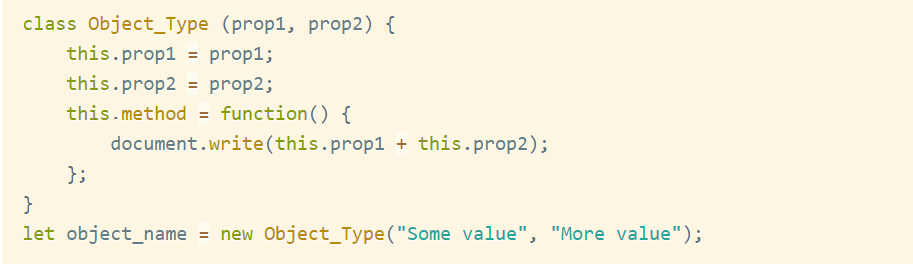 class Object_Type (prop1, prop2) {
    this.prop1 = prop1;
    this.prop2 = prop2;
    this.method = function() {
        document.write(this.prop1 + this.prop2);
    };
}
let object_name = new Object_Type("Some value", "More value");